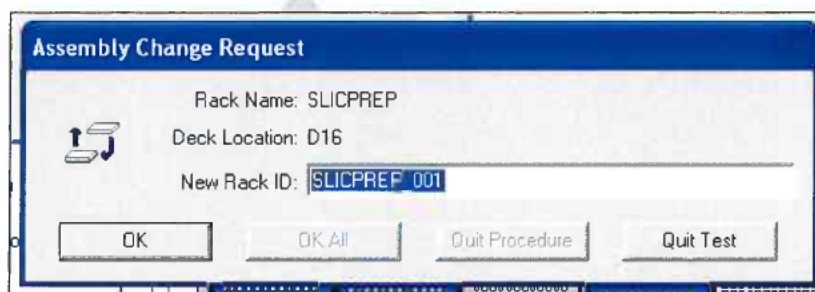 Assembly Change Request
Rack Name: SLICPREP
Deck Location: D16
New Rack ID: SLICPREP_001
OK
OK All
Quit Procedure
Quit Test